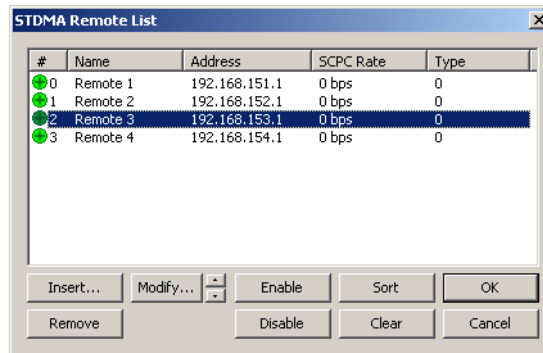 STDMA Remote List
# Name Address SCPC Rate Type
0 Remote 1 192.168.151.1 0 bps 0
1 Remote 2 192.168.152.1 0 bps 0
2 Remote 3 192.168.153.1 0 bps 0
3 Remote 4 192.168.154.1 0 bps 0
Insert... Modify... Enable Sort OK
Remove Disable Clear Cancel